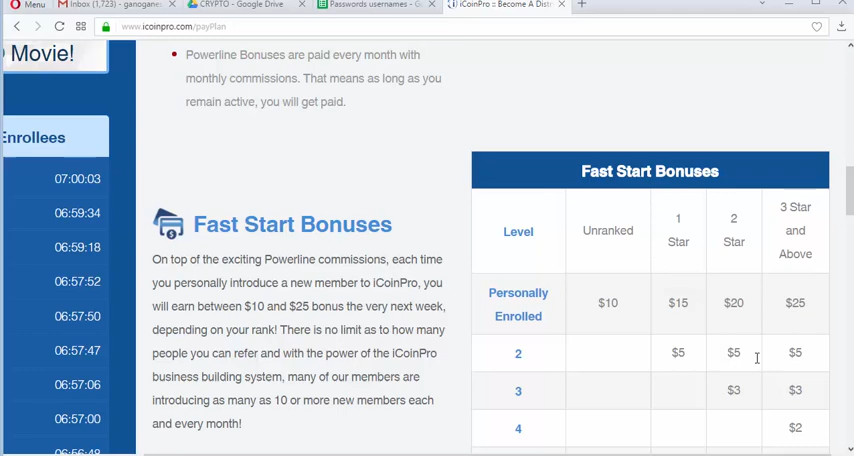 Menu
Inbox (1,723) - ganoganes
CRYPTO - Google Drive
Passwords usernames - G
iCoinPro :: Become A Distr
www.icoinpro.com/payPlan
O Movie!
Enrollees
07:00:03
06:59:34
06:59:18
06:57:52
06:57:50
06:57:47
06:57:06
06:57:00
Powerline Bonuses are paid every month with
monthly commissions. That means as long as you
remain active, you will get paid.
Fast Start Bonuses
On top of the exciting Powerline commissions, each time
you personally introduce a new member to iCoinPro, you
will earn between $10 and $25 bonus the very next week,
depending on your rank! There is no limit as to how many
people you can refer and with the power of the iCoinPro
business building system, many of our members are
introducing as many as 10 or more new members each
and every month!
Fast Start Bonuses
Level
Unranked
1
Star
2
Star
3 Star
and
Above
Personally
Enrolled
$10
$15
$20
$25
2
$5
$5
$5
3
$3
$3
4
$2